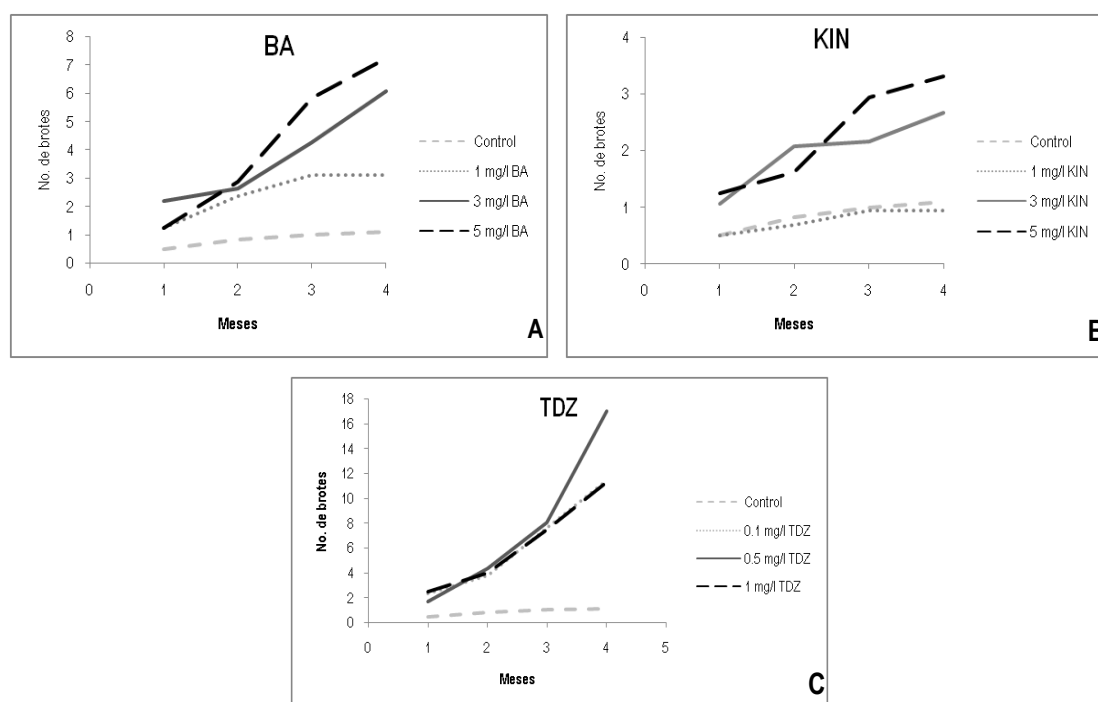 BA
No. de brotes
8
7
6
5
4
3
2
1
0
0 1 2 3 4
Meses
Control
1 mg/l BA
3 mg/l BA
5 mg/l BA
A
KIN
No. de brotes
4
3
2
1
0
0 1 2 3 4
Meses
Control
1 mg/l KIN
3 mg/l KIN
5 mg/l KIN
B
TDZ
No. de brotes
18
16
14
12
10
8
6
4
2
0
0 1 2 3 4 5
Meses
Control
0.1 mg/l TDZ
0.5 mg/l TDZ
1 mg/l TDZ
C